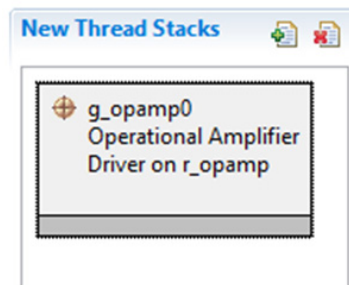 New Thread Stacks
g_opamp0
Operational Amplifier
Driver on r_opamp